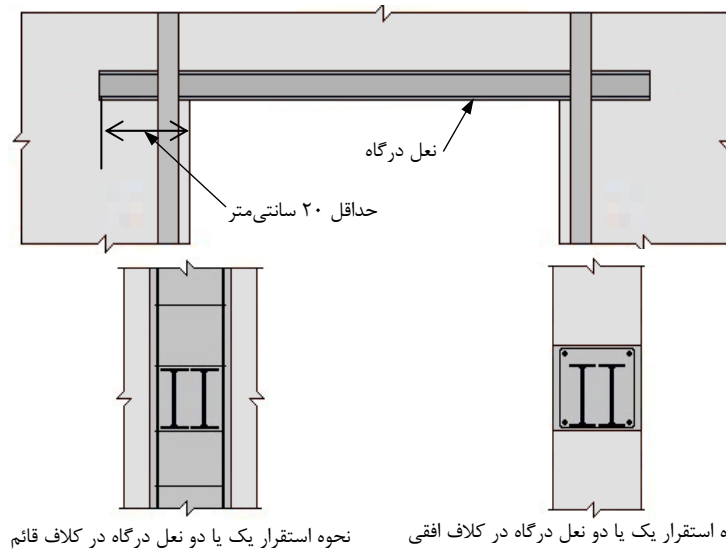 نعل درگاه
حداقل ۲۰ سانتی‌متر
نحوه استقرار یک یا دو نعل درگاه در کلاف قائم
ه استقرار یک یا دو نعل درگاه در کلاف افقی